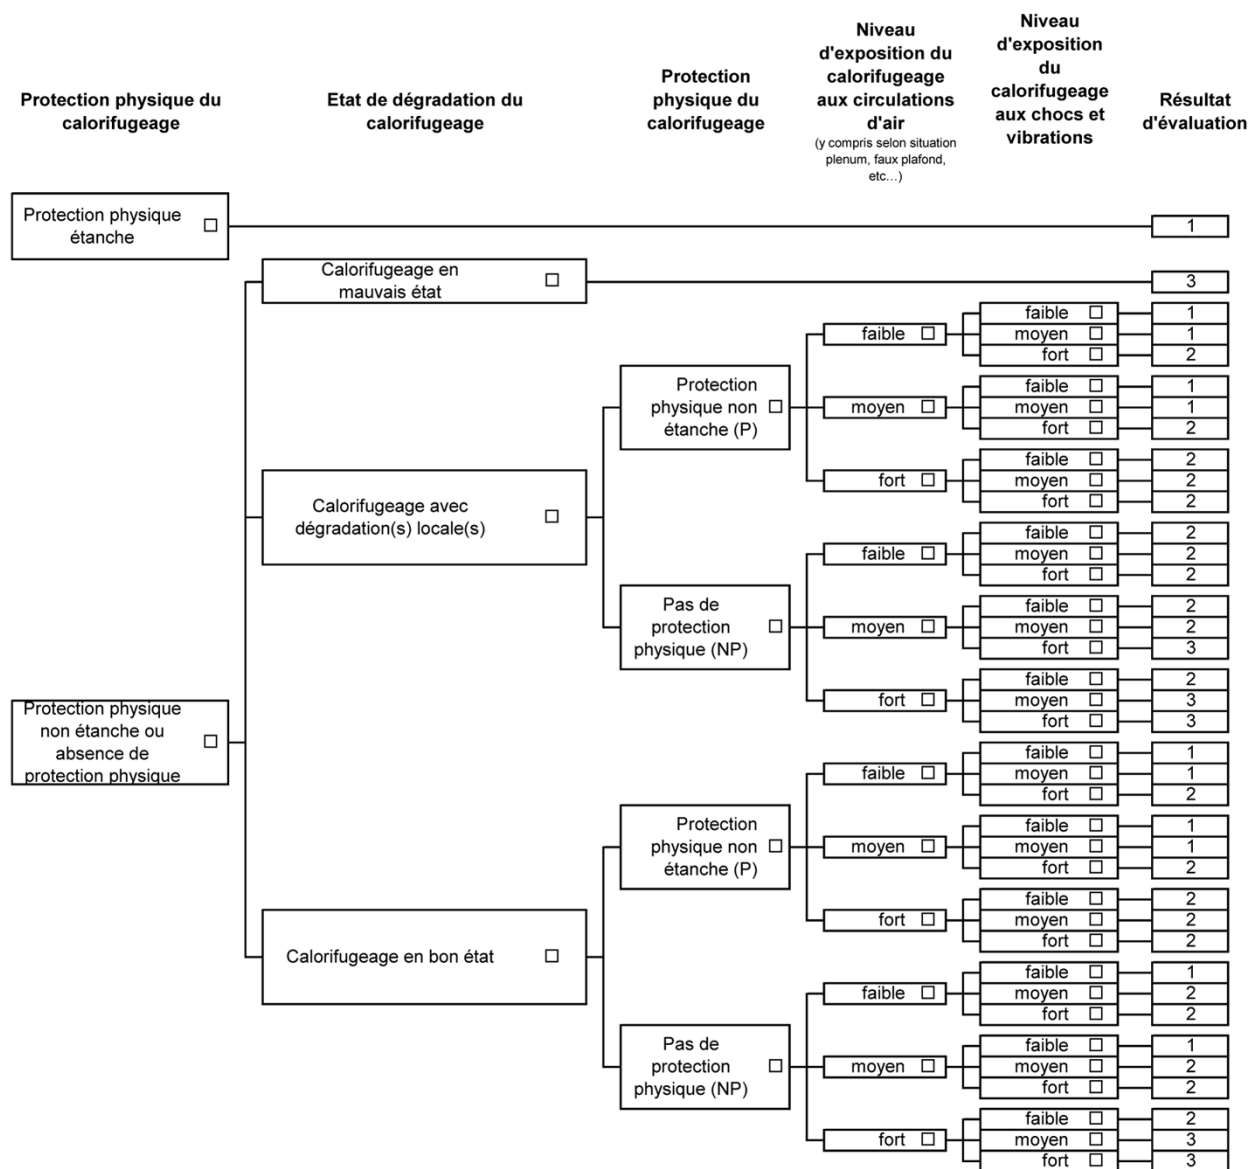 Protection physique du
calorifugeage
Etat de dégradation du
calorifugeage
Protection
physique du
calorifugeage
Niveau
d'exposition du
calorifugeage
aux circulations
d'air
(y compris selon situation
plenum, faux plafond,
etc…)
Niveau
d'exposition
du
calorifugeage
aux chocs et
vibrations
Résultat
d'évaluation
Protection physique
étanche
1
Calorifugeage en
mauvais état
3
Protection physique
non étanche ou
absence de
protection physique
Calorifugeage avec
dégradation(s) locale(s)
Protection
physique non
étanche (P)
faible
faible 1
moyen 1
fort 2
moyen
faible 1
moyen 1
fort 2
fort
faible 2
moyen 2
fort 2
Pas de
protection
physique (NP)
faible
faible 2
moyen 2
fort 2
moyen
faible 2
moyen 2
fort 3
fort
faible 2
moyen 3
fort 3
Calorifugeage en bon état
Protection
physique non
étanche (P)
faible
faible 1
moyen 1
fort 2
moyen
faible 1
moyen 1
fort 2
fort
faible 2
moyen 2
fort 2
Pas de
protection
physique (NP)
faible
faible 1
moyen 2
fort 2
moyen
faible 1
moyen 2
fort 2
fort
faible 2
moyen 3
fort 3